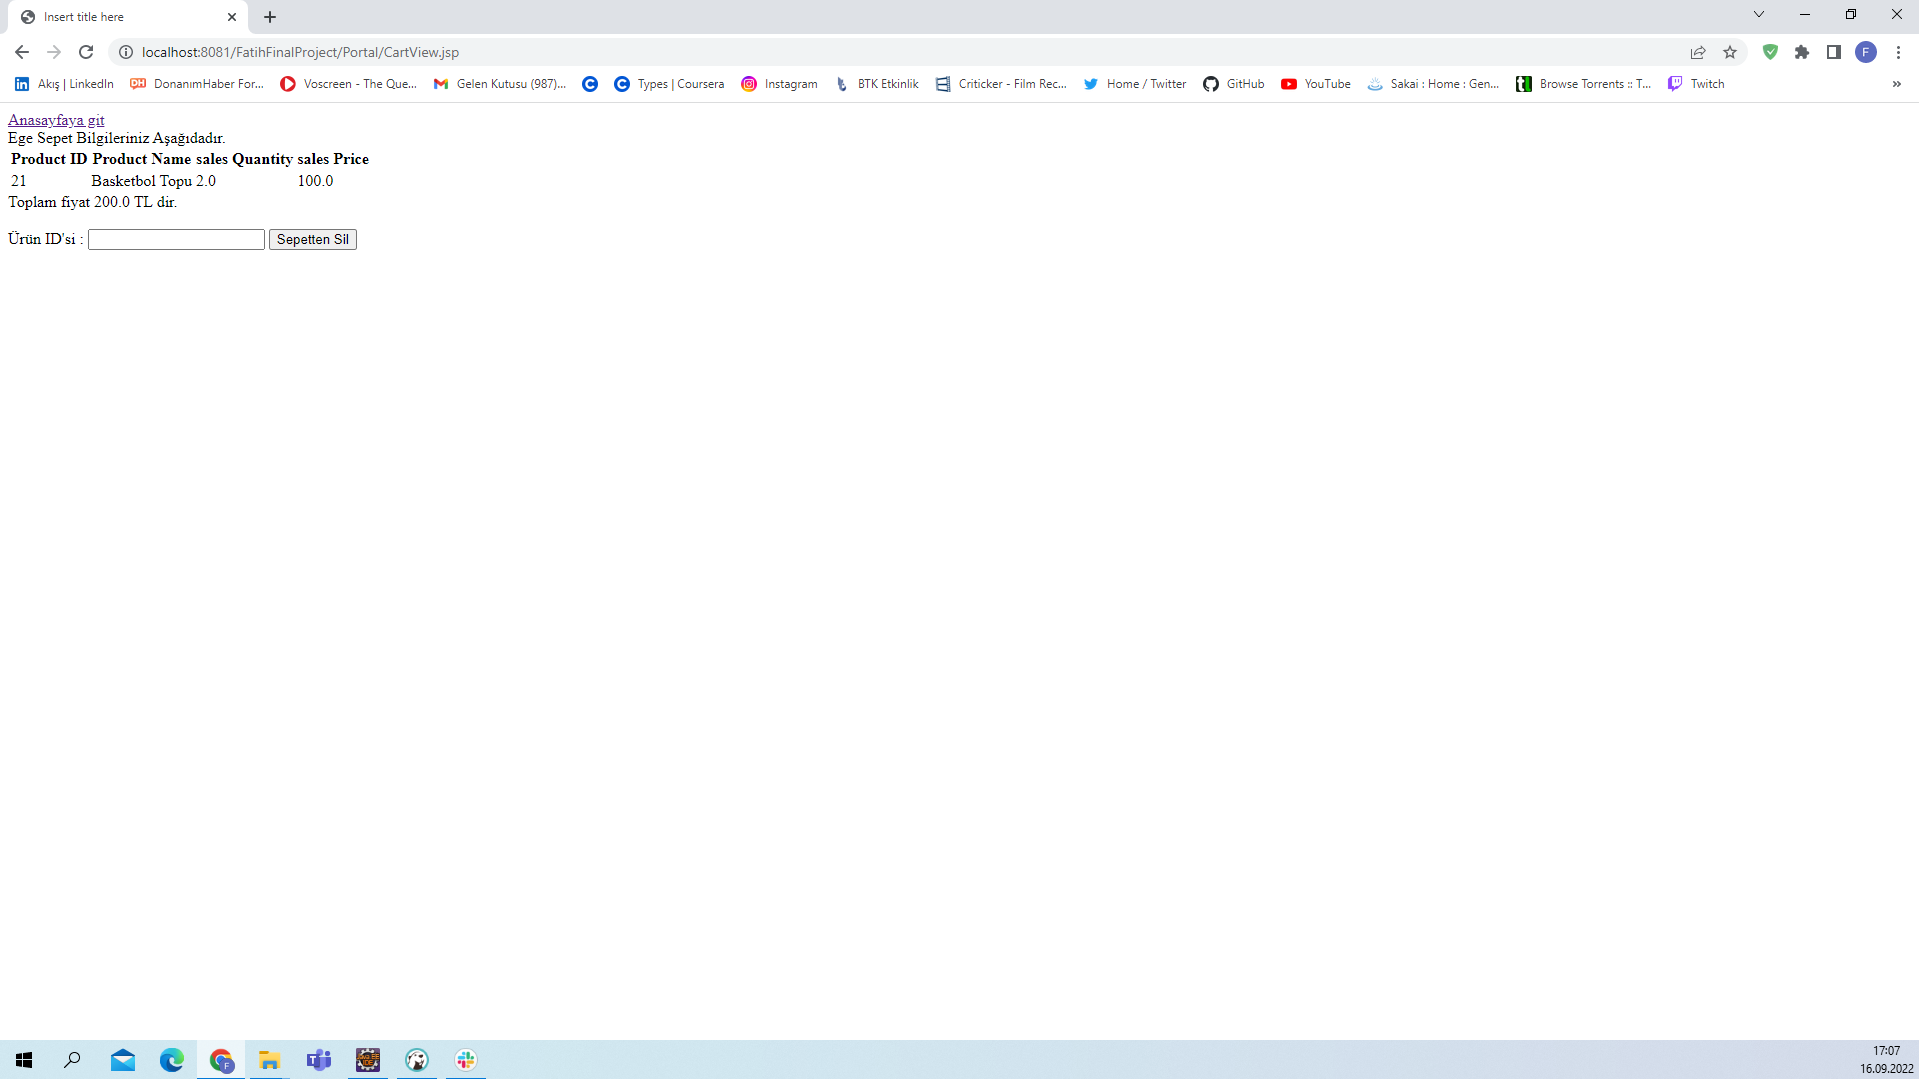 Insert title here
localhost:8081/FatihFinalProject/Portal/CartView.jsp
F
Akış | LinkedIn DonanımHaber For... Voscreen - The Que... Gelen Kutusu (987)... Types | Coursera Instagram BTK Etkinlik Criticker - Film Rec... Home / Twitter GitHub YouTube Sakai : Home : Gen... Browse Torrents :: T... Twitch »
Anasayfaya git
Ege Sepet Bilgileriniz Aşağıdadır.
Product ID Product Name sales Quantity sales Price
21 Basketbol Topu 2.0 100.0
Toplam fiyat 200.0 TL dir.
Ürün ID'si : Sepetten Sil
17:07
16.09.2022